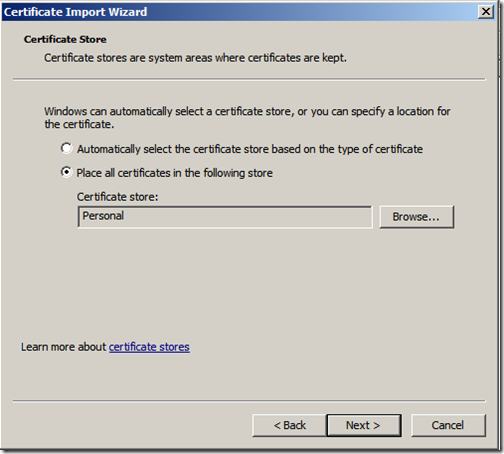 Certificate Import Wizard
Certificate Store
Certificate stores are system areas where certificates are kept.
Windows can automatically select a certificate store, or you can specify a location for
the certificate.
Automatically select the certificate store based on the type of certificate
Place all certificates in the following store
Certificate store:
Personal
Browse...
Learn more about certificate stores
< Back
Next >
Cancel